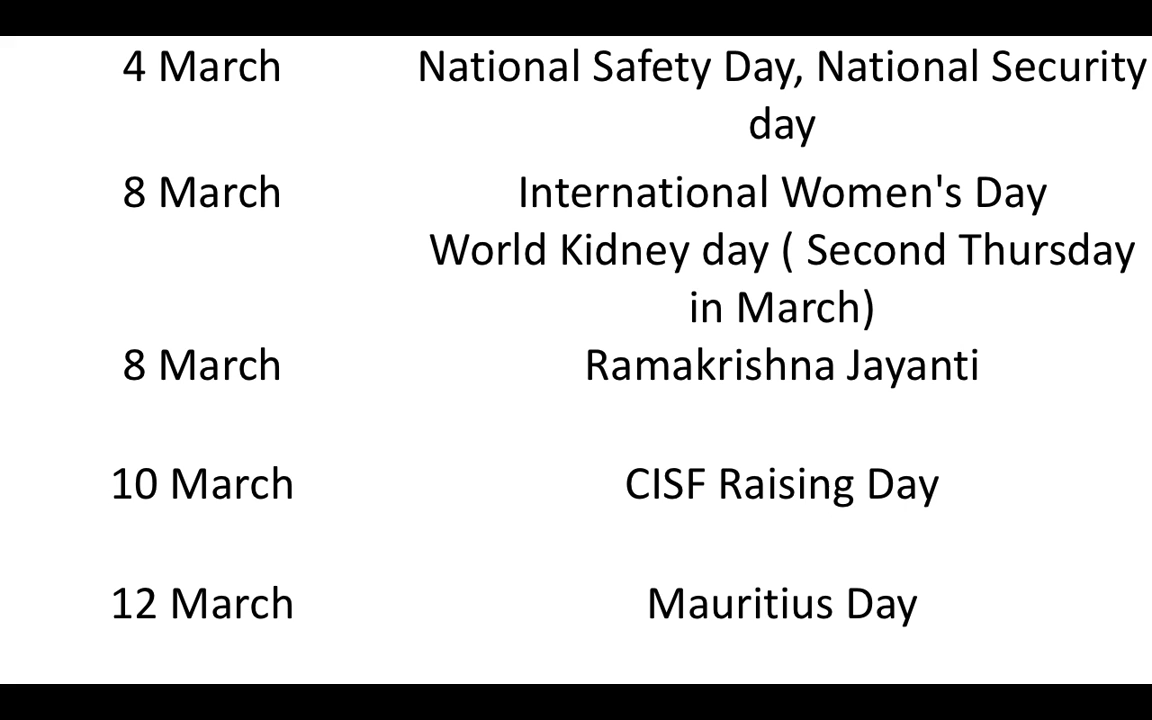 4 March National Safety Day, National Security
day
8 March International Women's Day
World Kidney day ( Second Thursday
in March)
8 March Ramakrishna Jayanti
10 March CISF Raising Day
12 March Mauritius Day